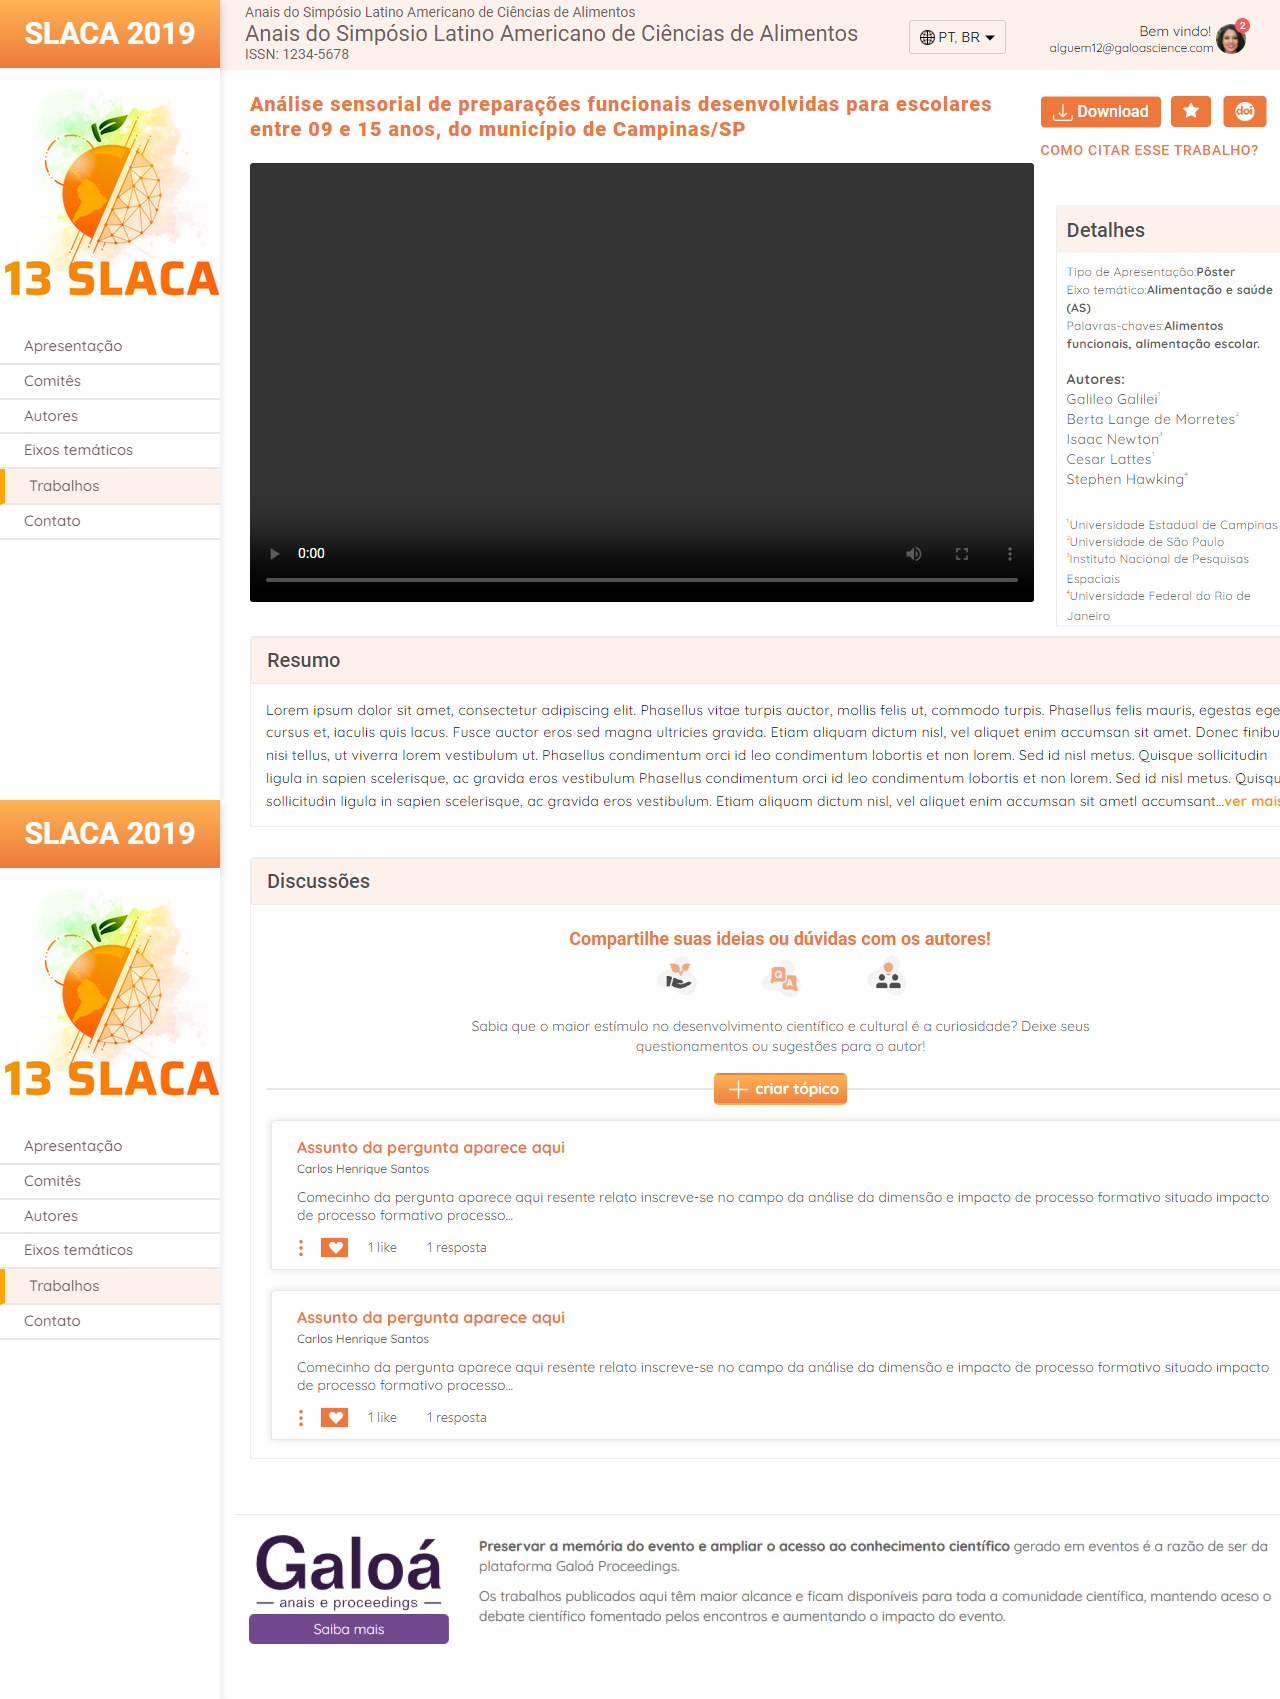 SLACA 2019
13 SLACA
Apresentação
Comitês
Autores
Eixos temáticos
Trabalhos
Contato
SLACA 2019
13 SLACA
Apresentação
Comitês
Autores
Eixos temáticos
Trabalhos
Contato
Anais do Simpósio Latino Americano de Ciências de Alimentos
Anais do Simpósio Latino Americano de Ciências de Alimentos
ISSN: 1234-5678
PT, BR
Bem vindo!
alguem12@galoascience.com
2
Análise sensorial de preparações funcionais desenvolvidas para escolares
entre 09 e 15 anos, do município de Campinas/SP
Download
doi
COMO CITAR ESSE TRABALHO?
0:00
Detalhes
Tipo de Apresentação:Pôster
Eixo temático:Alimentação e saúde
(AS)
Palavras-chaves:Alimentos
funcionais, alimentação escolar.
Autores:
Galileo Galilei¹
Berta Lange de Morretes²
Isaac Newton³
Cesar Lattes¹
Stephen Hawking⁴
¹Universidade Estadual de Campinas
²Universidade de São Paulo
³Instituto Nacional de Pesquisas
Espaciais
⁴Universidade Federal do Rio de
Janeiro
Resumo
Lorem ipsum dolor sit amet, consectetur adipiscing elit. Phasellus vitae turpis auctor, mollis felis ut, commodo turpis. Phasellus felis mauris, egestas ege
cursus et, iaculis quis lacus. Fusce auctor eros sed magna ultricies gravida. Etiam aliquam dictum nisl, vel aliquet enim accumsan sit amet. Donec finibu
nisi tellus, ut viverra lorem vestibulum ut. Phasellus condimentum orci id leo condimentum lobortis et non lorem. Sed id nisl metus. Quisque sollicitudin
ligula in sapien scelerisque, ac gravida eros vestibulum Phasellus condimentum orci id leo condimentum lobortis et non lorem. Sed id nisl metus. Quisqu
sollicitudin ligula in sapien scelerisque, ac gravida eros vestibulum. Etiam aliquam dictum nisl, vel aliquet enim accumsan sit ametl accumsant...ver mais
Discussões
Compartilhe suas ideias ou dúvidas com os autores!
Q A
Sabia que o maior estímulo no desenvolvimento científico e cultural é a curiosidade? Deixe seus
questionamentos ou sugestões para o autor!
criar tópico
Assunto da pergunta aparece aqui
Carlos Henrique Santos
Comecinho da pergunta aparece aqui resente relato inscreve-se no campo da análise da dimensão e impacto de processo formativo situado impacto
de processo formativo processo...
1 like 1 resposta
Assunto da pergunta aparece aqui
Carlos Henrique Santos
Comecinho da pergunta aparece aqui resente relato inscreve-se no campo da análise da dimensão e impacto de processo formativo situado impacto
de processo formativo processo...
1 like 1 resposta
Galoá
anais e proceedings
Saiba mais
Preservar a memória do evento e ampliar o acesso ao conhecimento científico gerado em eventos é a razão de ser da
plataforma Galoá Proceedings.
Os trabalhos publicados aqui têm maior alcance e ficam disponíveis para toda a comunidade científica, mantendo aceso o
debate científico fomentado pelos encontros e aumentando o impacto do evento.